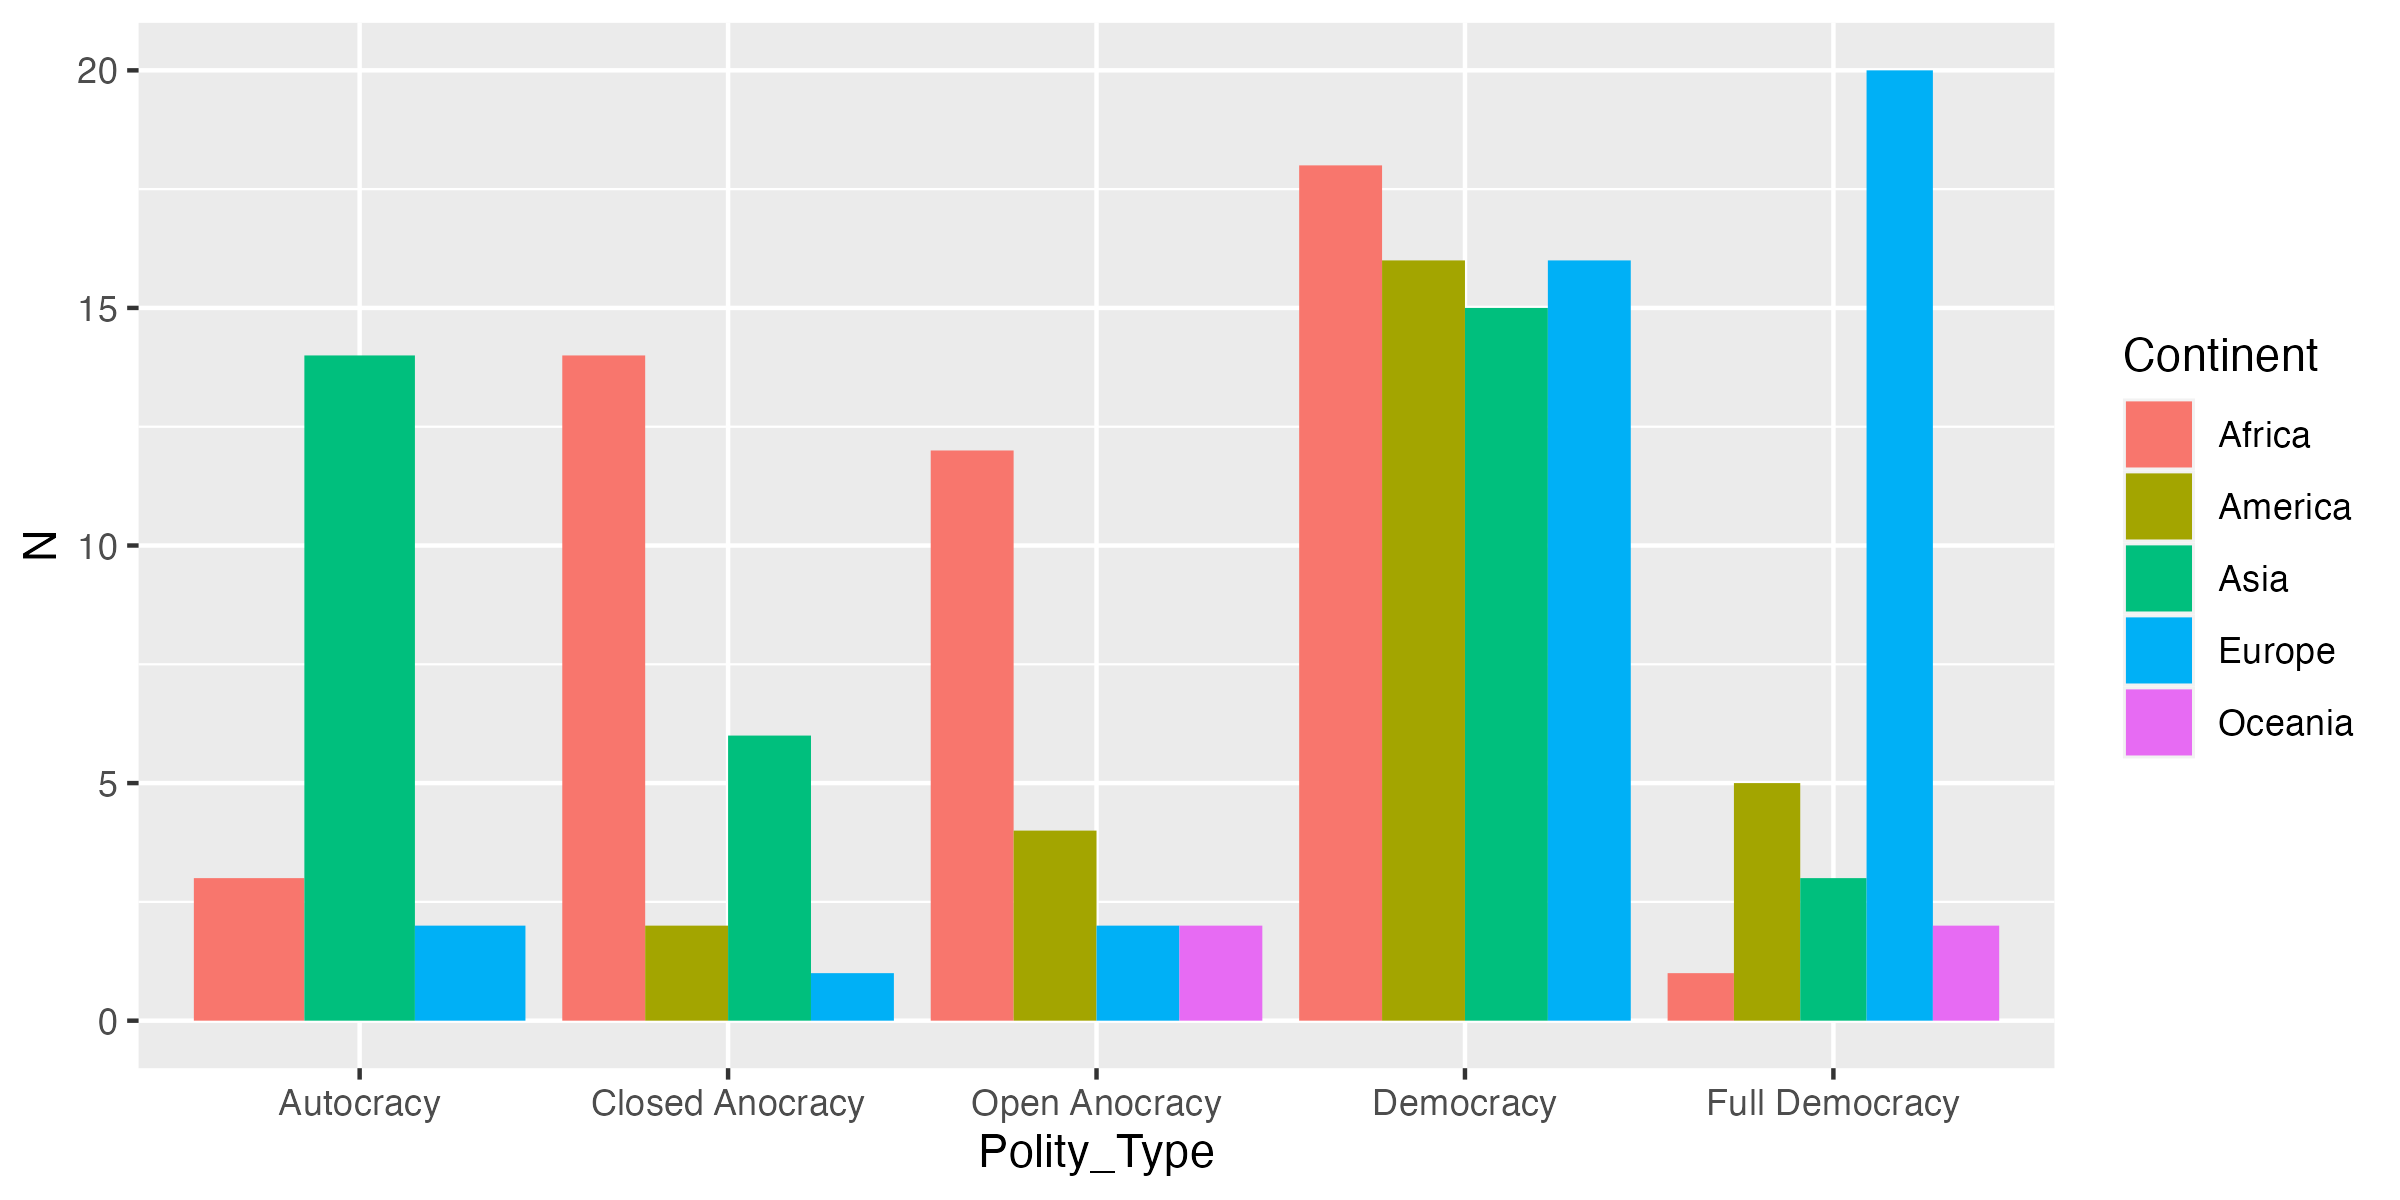 20
15
10
5
0
N
Autocracy
Closed Anocracy
Open Anocracy
Democracy
Full Democracy
Polity_Type
Continent
Africa
America
Asia
Europe
Oceania